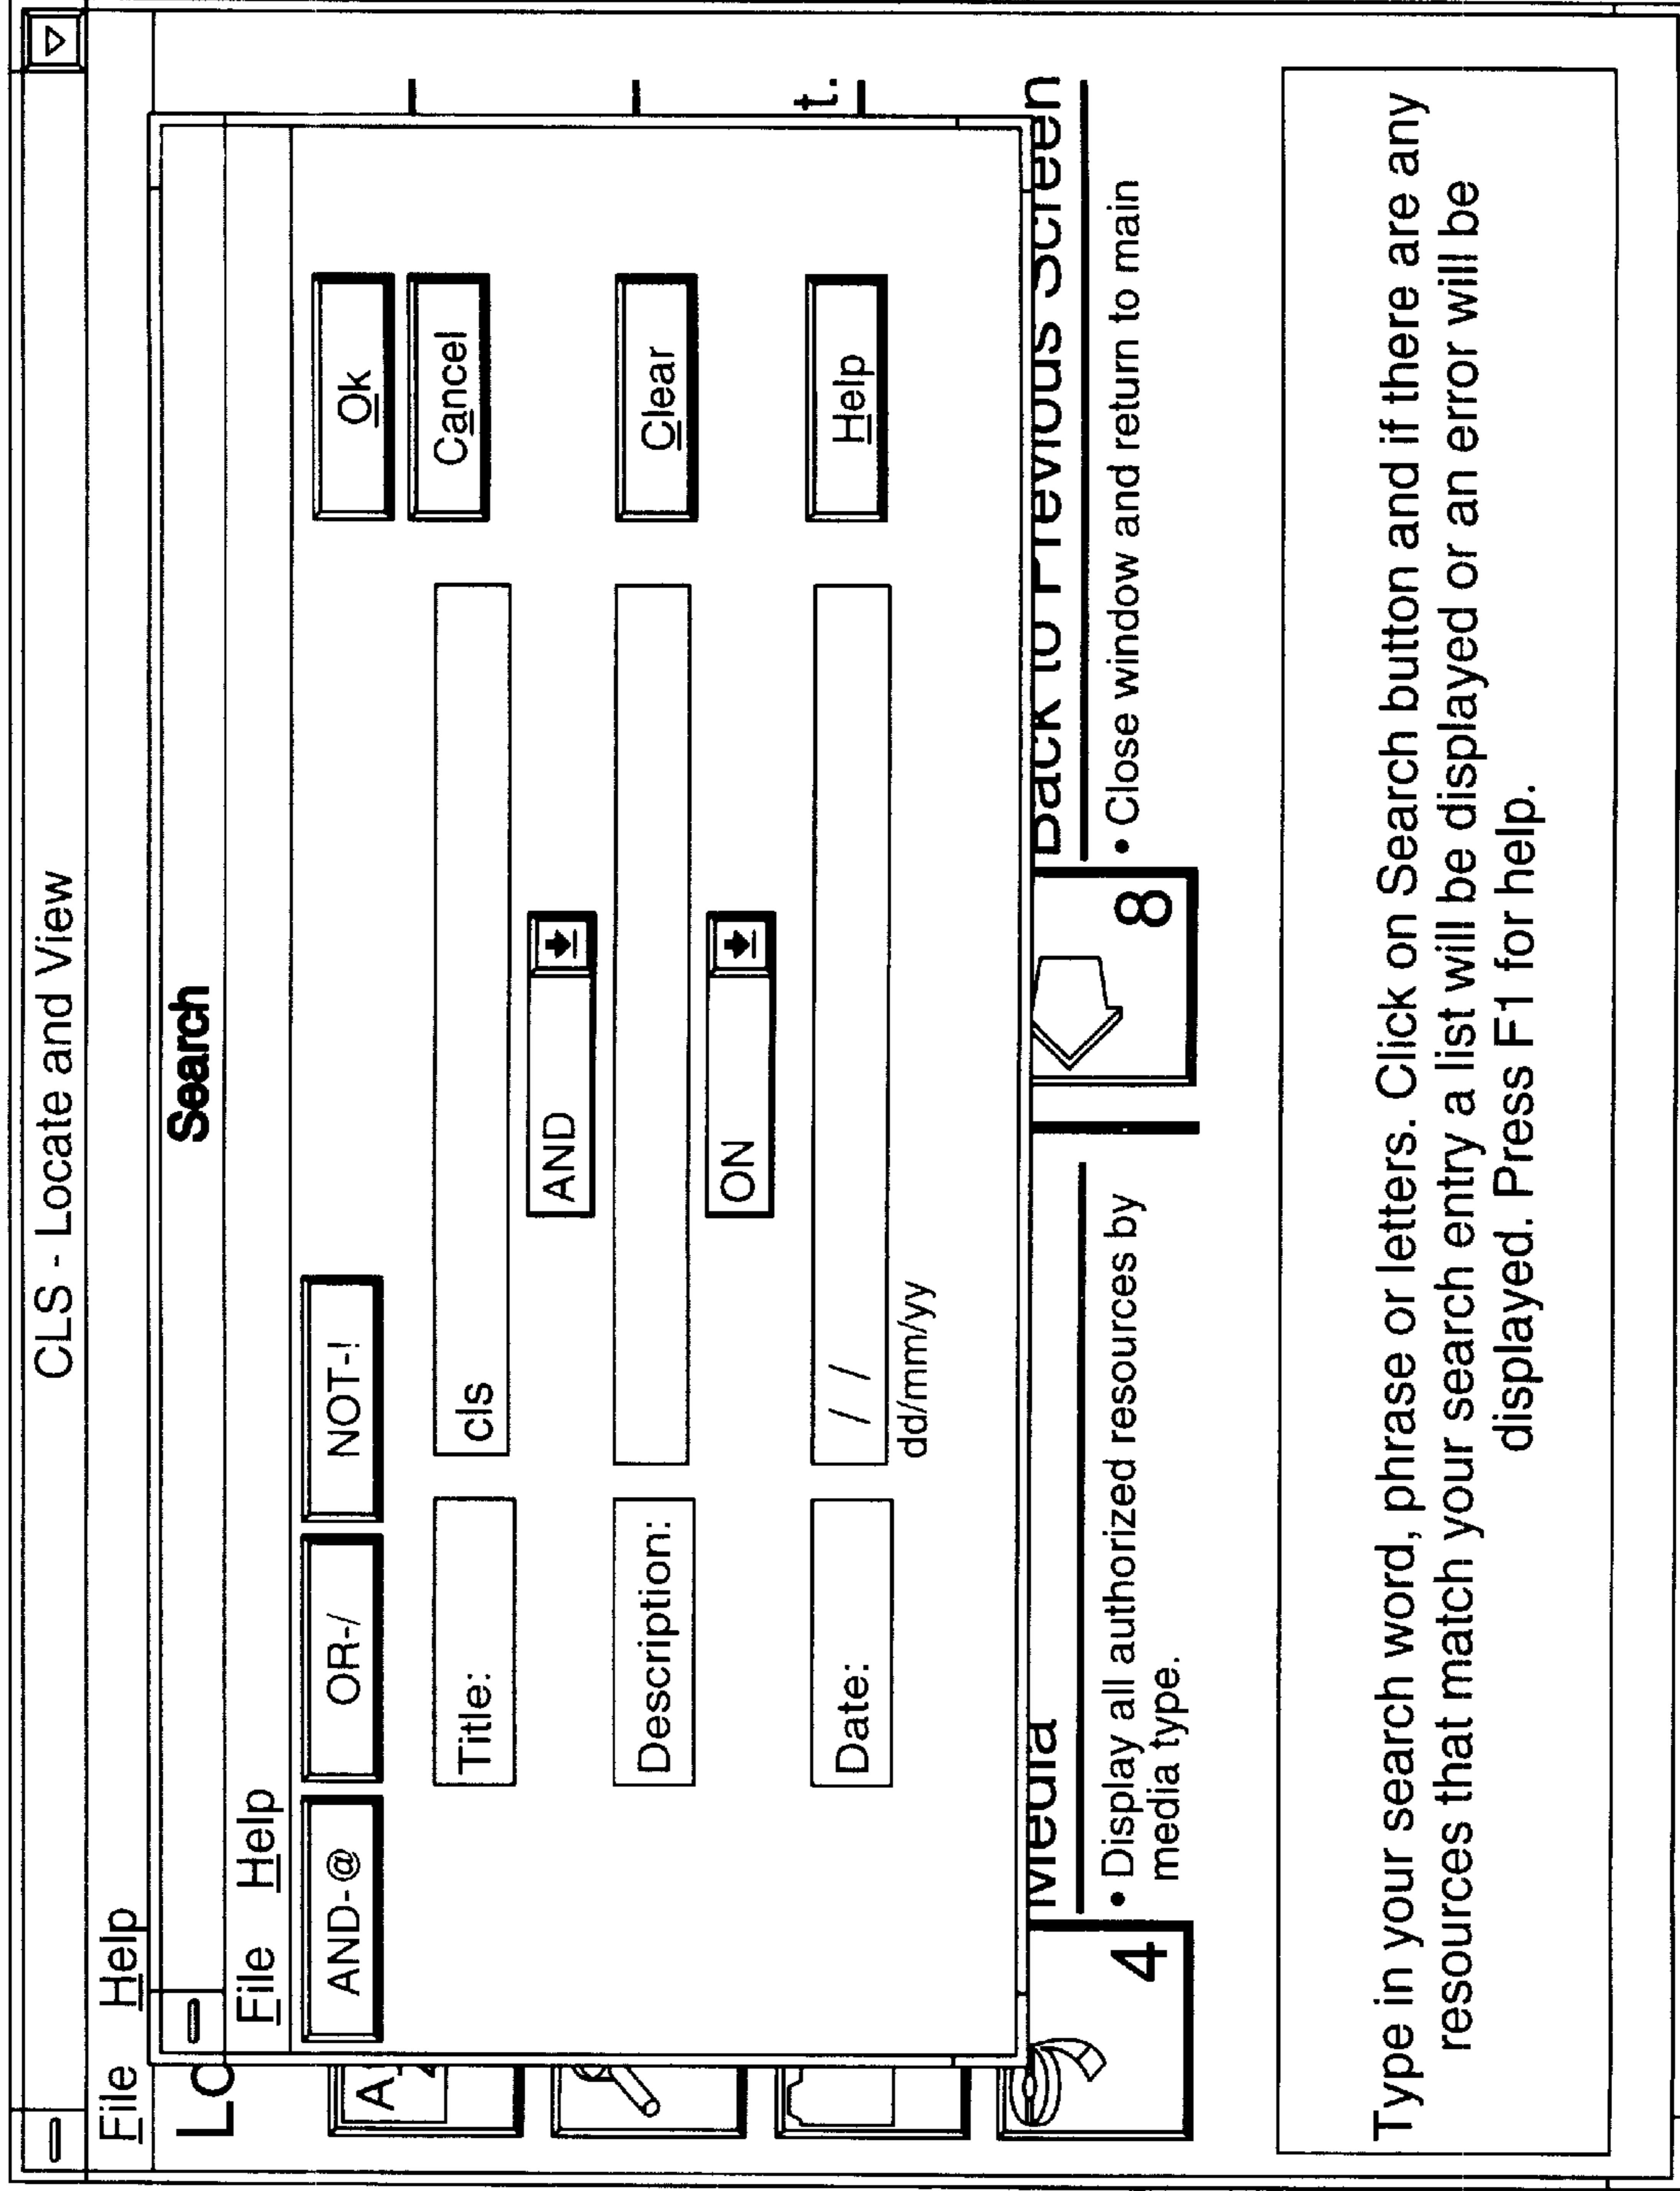 CLS - Locate and View
File Help
Search
File Help
AND-@ OR-/ NOT-!
Ok
Title: cls
Cancel
AND
Description:
Clear
ON
Date: / /
Help
dd/mm/yy
t.
Media
Back to Previous Screen
4
• Display all authorized resources by
media type.
8
• Close window and return to main
Type in your search word, phrase or letters. Click on Search button and if there are any
resources that match your search entry a list will be displayed or an error will be
displayed. Press F1 for help.